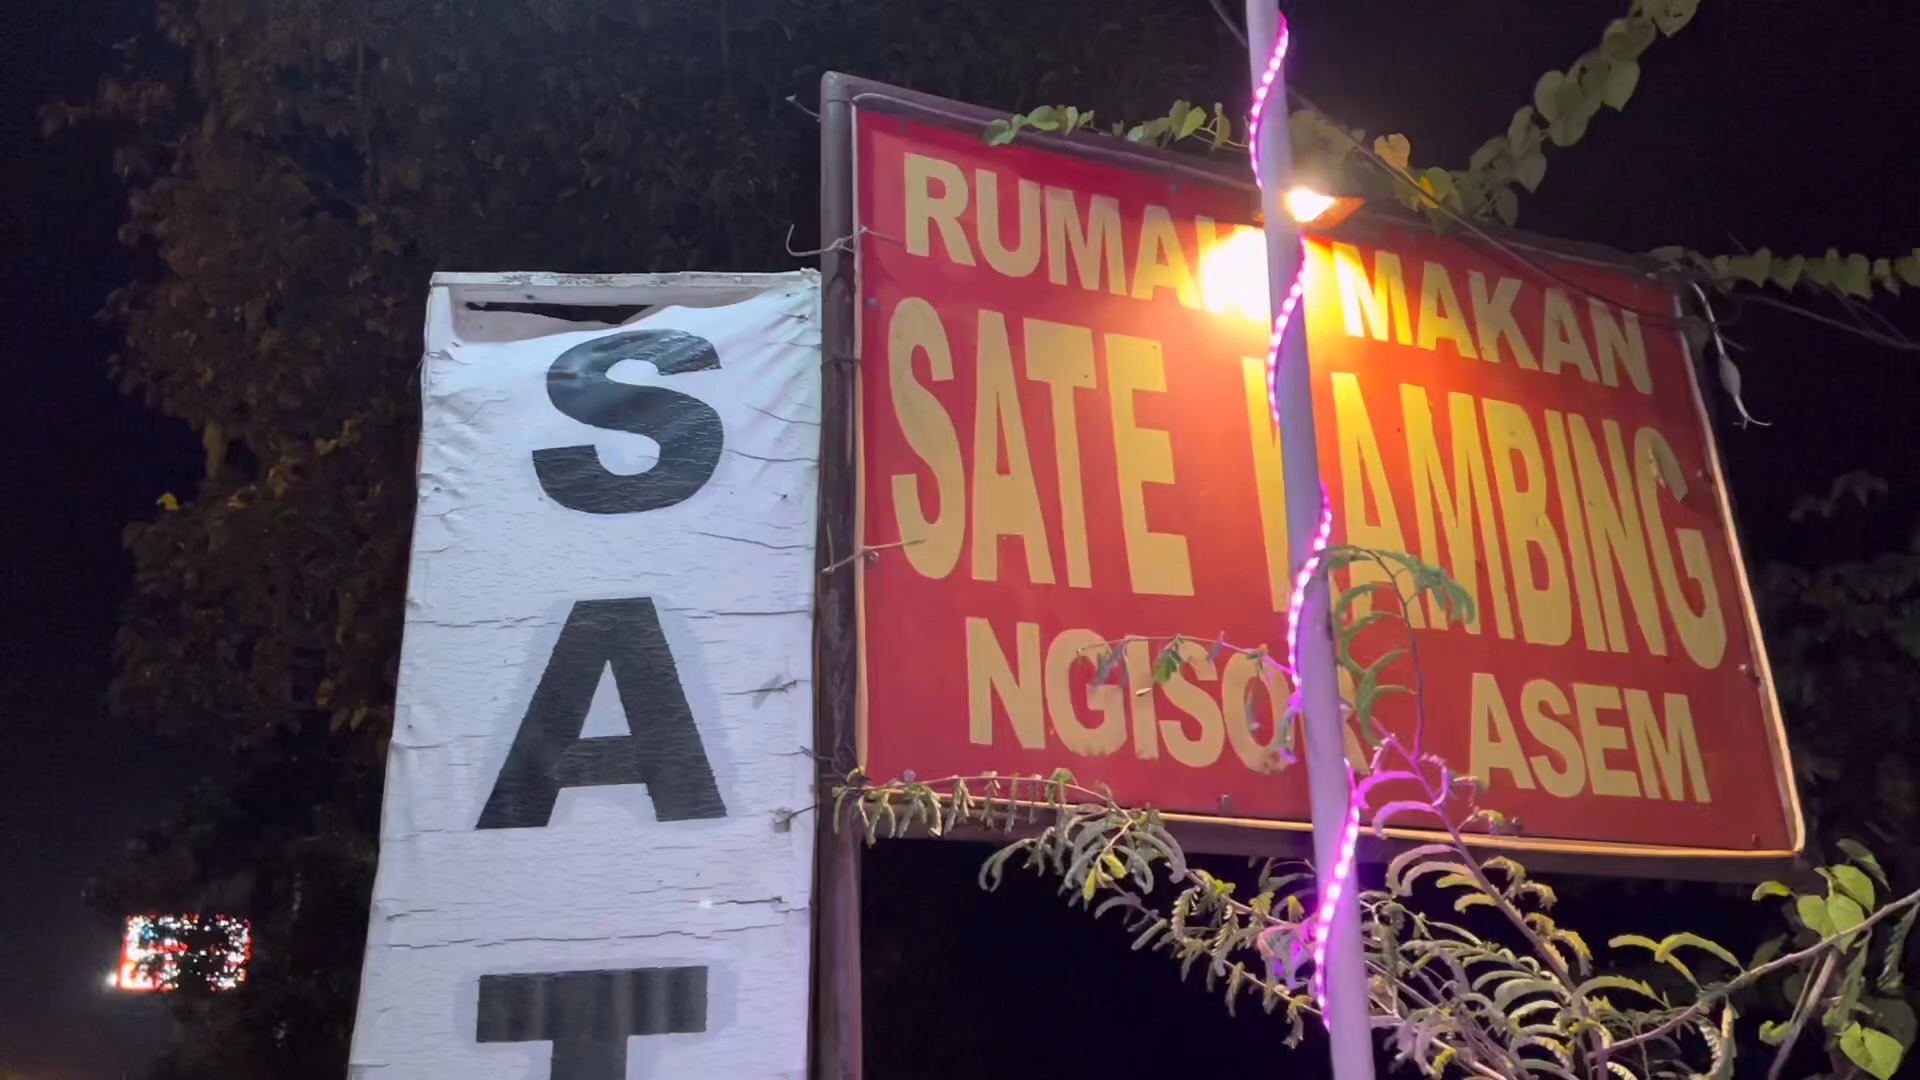 S
A
T
RUMAH MAKAN
SATE KAMBING
NGISOR ASEM